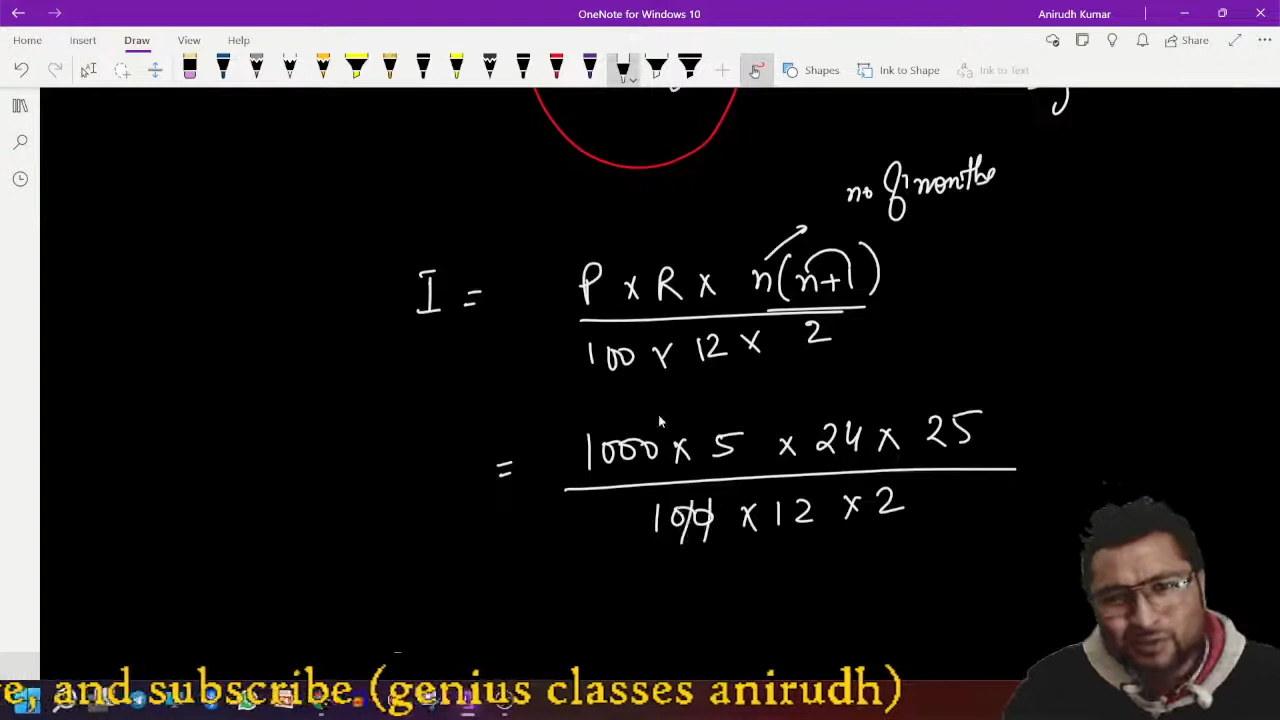 OneNote for Windows 10
Anirudh Kumar
Home Insert Draw View Help
Share
Shapes Ink to Shape Ink to Text
no of months
I = P x R x n(n+1)
100 x 12 x 2
= 1000 x 5 x 24 x 25
100 x 12 x 2
and subscribe.(genius classes anirudh)